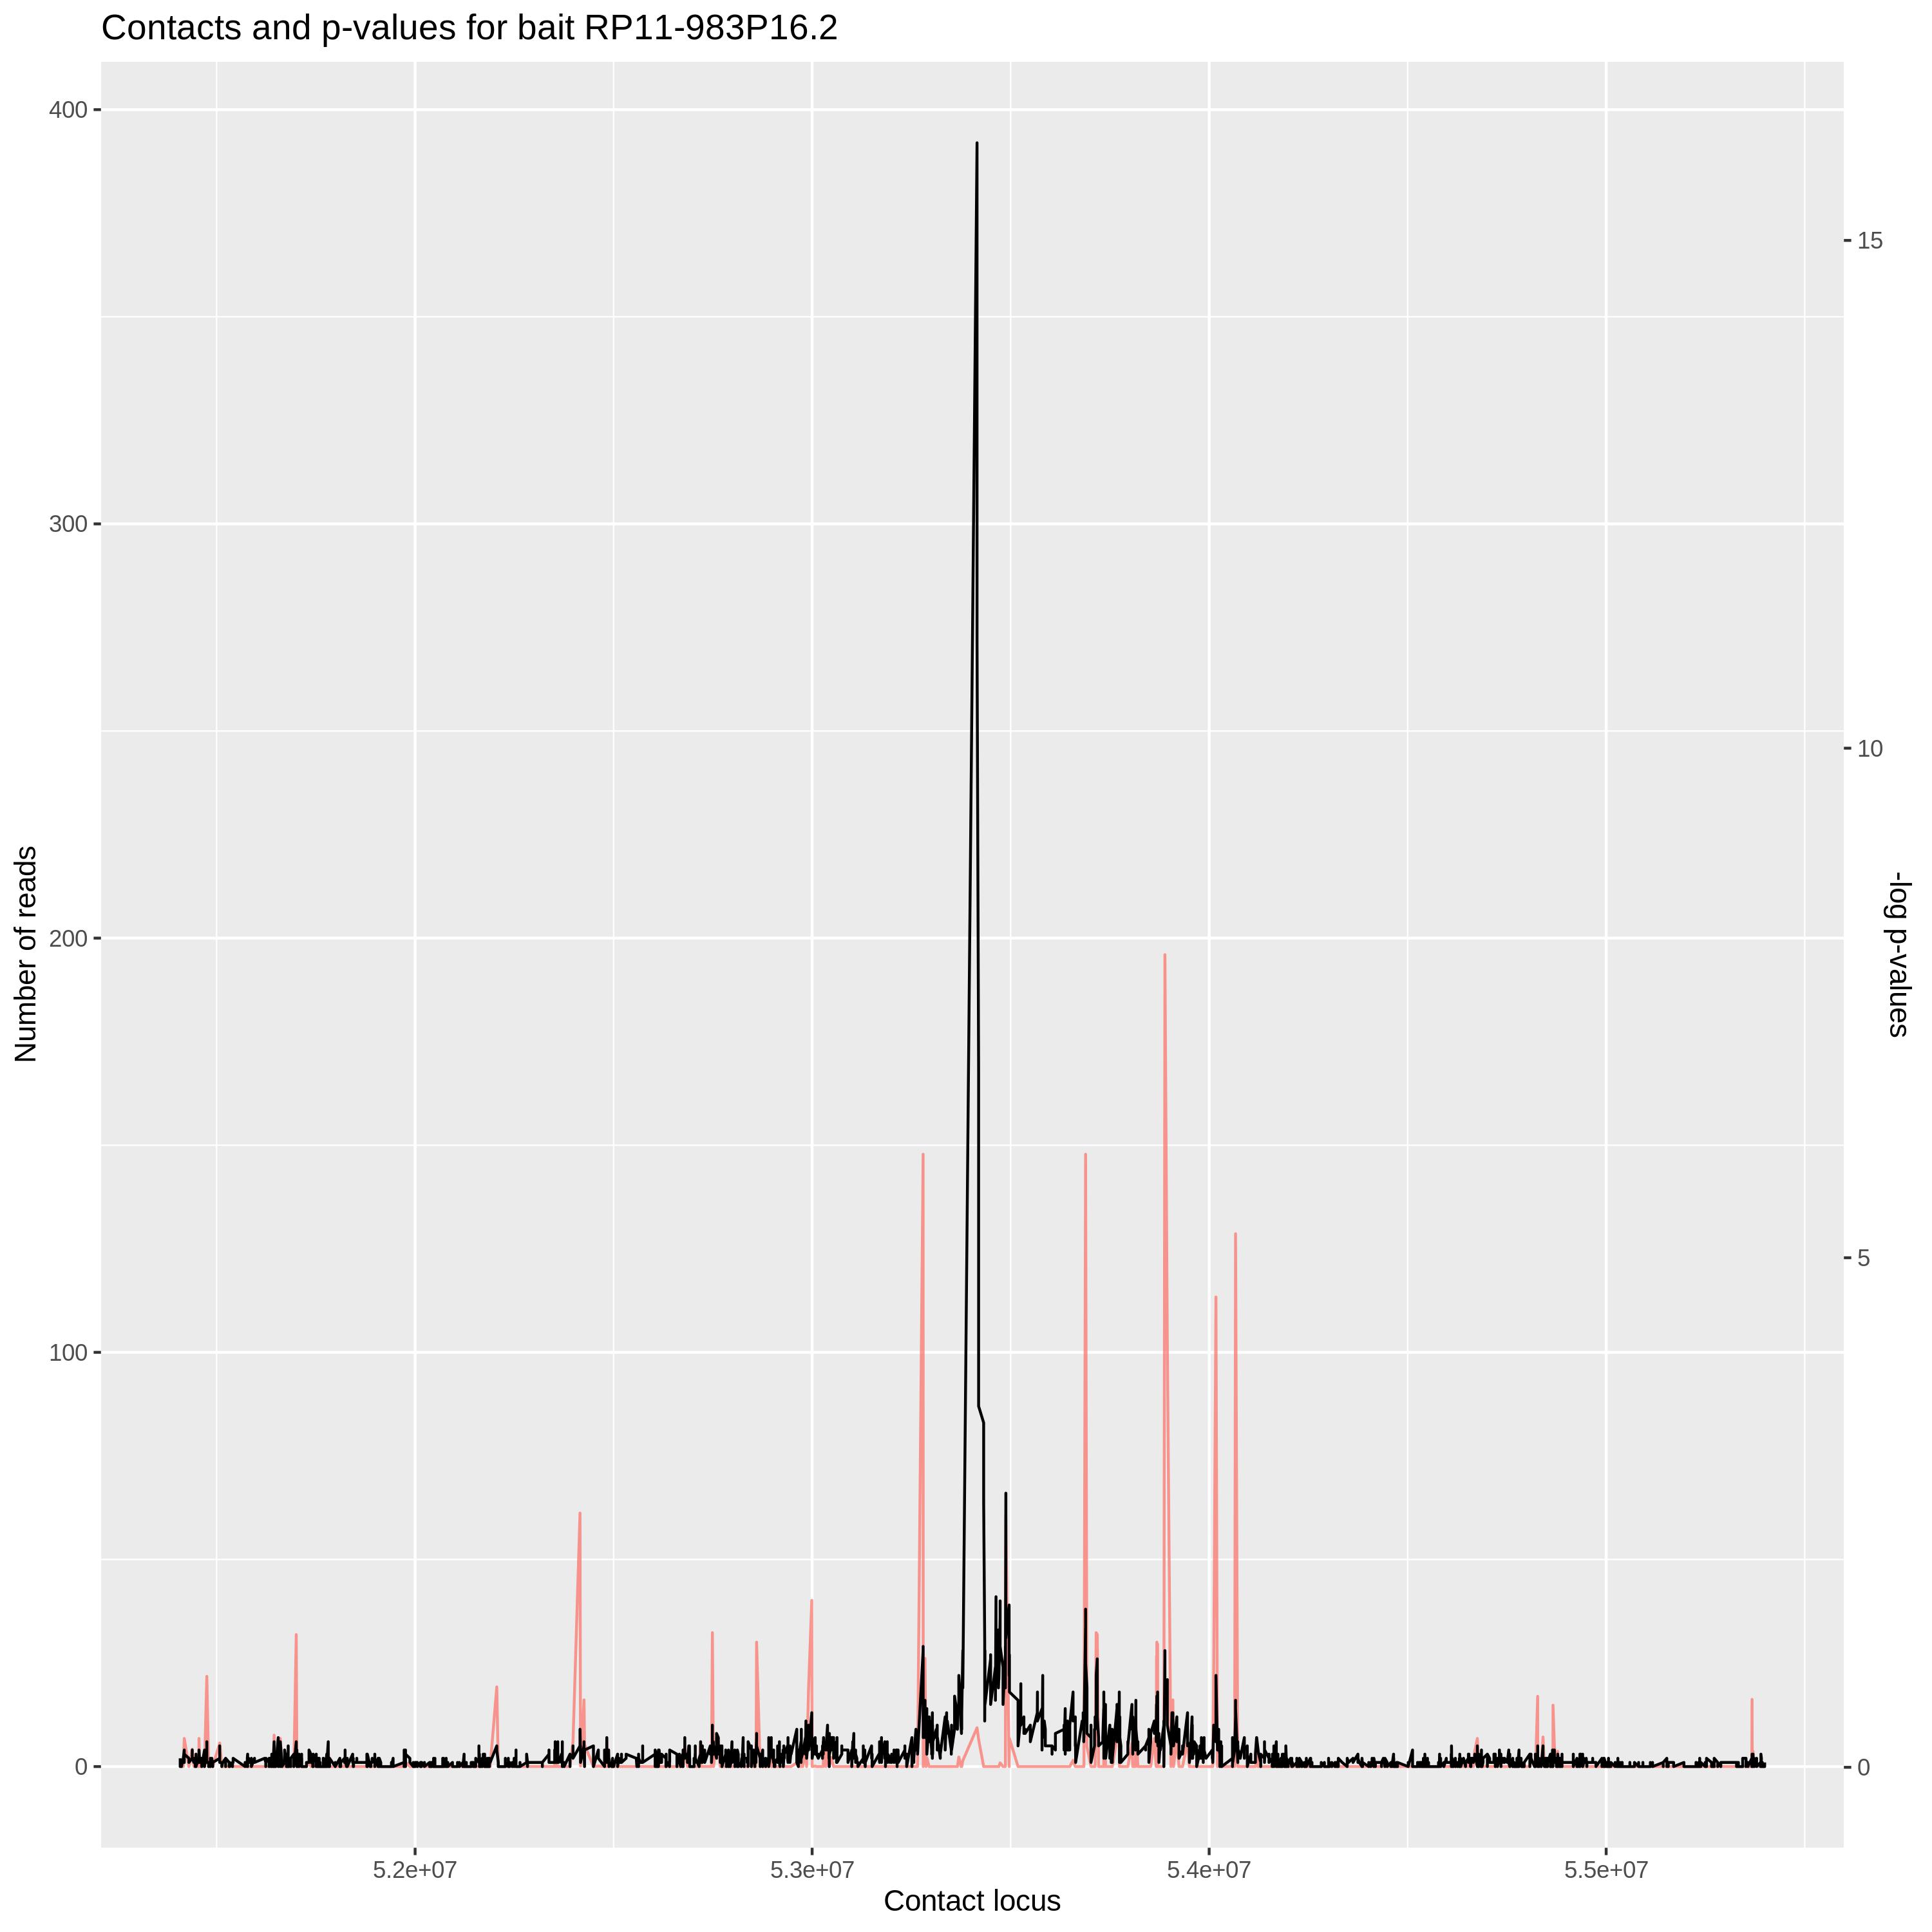 Contacts and p-values for bait RP11-983P16.2
400
300
200
100
0
Number of reads
15
10
5
0
-log p-values
5.2e+07
5.3e+07
5.4e+07
5.5e+07
Contact locus